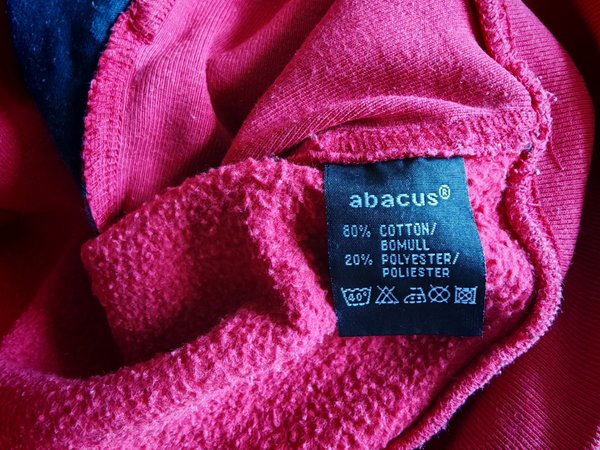 abacus®
80% COTTON/
BOMULL
20% POLYESTER/
POLIESTER
40°